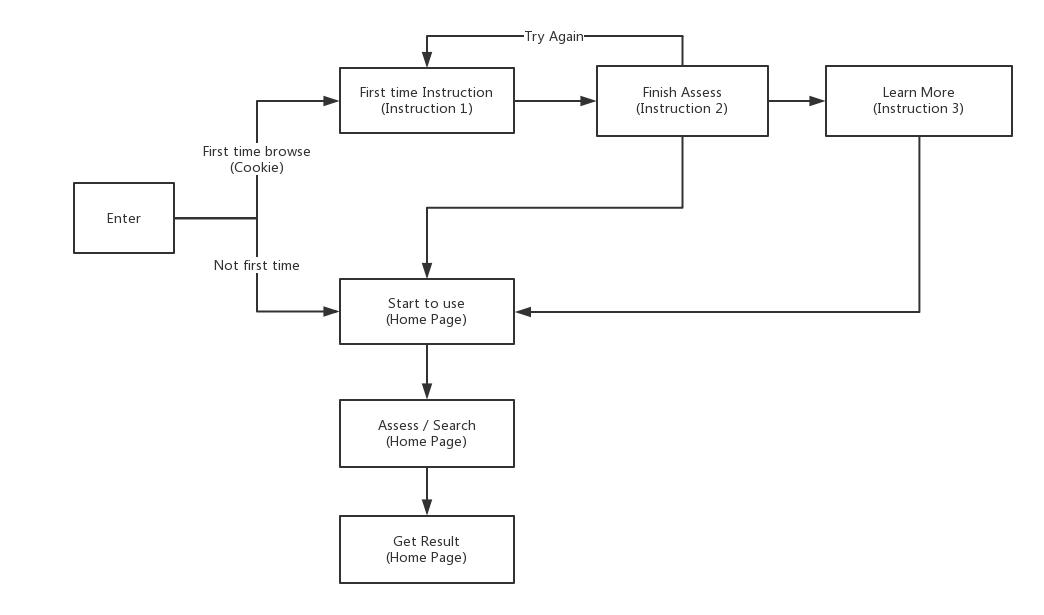 Try Again
First time Instruction
(Instruction 1)
Finish Assess
(Instruction 2)
Learn More
(Instruction 3)
First time browse
(Cookie)
Enter
Not first time
Start to use
(Home Page)
Assess / Search
(Home Page)
Get Result
(Home Page)